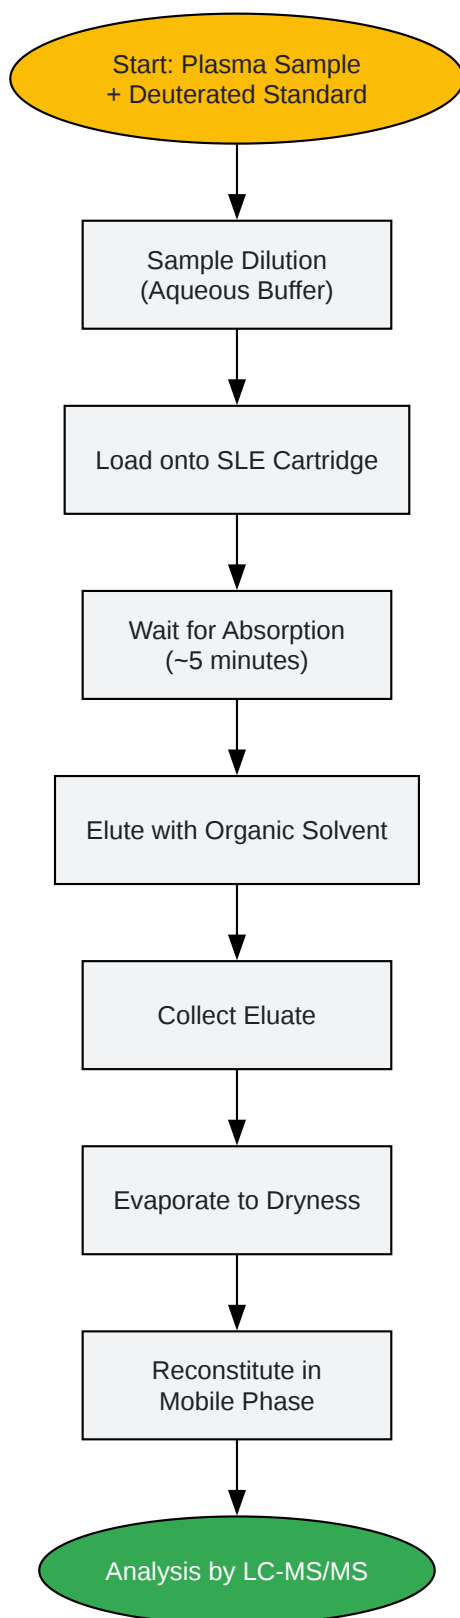 Start: Plasma Sample
+ Deuterated Standard
Sample Dilution
(Aqueous Buffer)
Load onto SLE Cartridge
Wait for Absorption
(~5 minutes)
Elute with Organic Solvent
Collect Eluate
Evaporate to Dryness
Reconstitute in
Mobile Phase
Analysis by LC-MS/MS